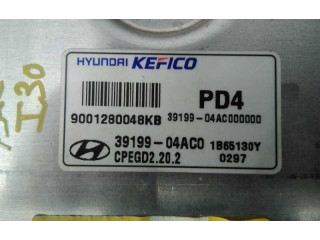 HYUNDAI KEFICO
PD4
9001280048KB 39199-04AC000000
39199-04AC0 1B65130Y
CPEGD2.20.2 0297
I30